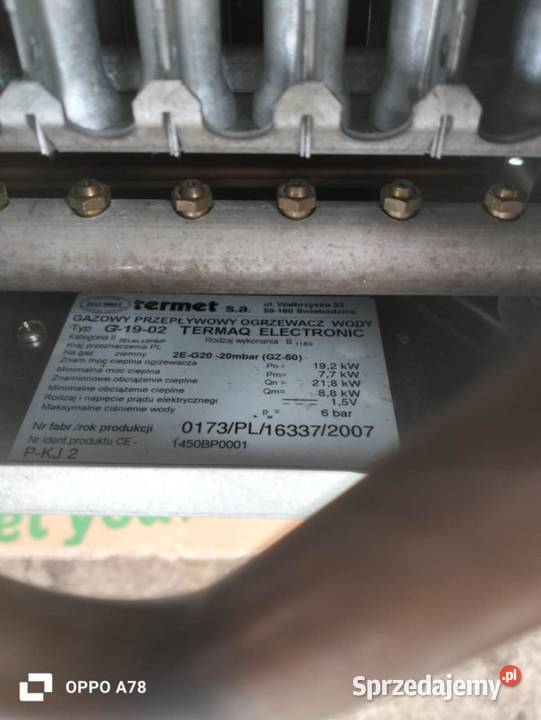 termet s.a.
ul. Wałbrzyska 33
58-160 Świebodzice
GAZOWY PRZEPŁYWOWY OGRZEWACZ WODY
Typ G-19-02 TERMAQ ELECTRONIC
Kategoria II Rodzaj wykonania B 11BS
Kraj przeznaczenia PL
Na gaz ziemny 2E-G20 -20mbar (GZ-50)
Znam moc cieplna ogrzewacza Pn = 19,2 kW
Minimalna moc cieplna Pm = 7,7 kW
Znamionowe obciążenie cieplne Qn = 21,8 kW
Minimalne obciążenie cieplne Qm = 8,8 kW
Rodzaj i napięcie prądu elektrycznego 1,5V
Maksymalne ciśnienie wody pw = 6 bar
Nr fabr./rok produkcji 0173/PL/16337/2007
Nr ident produktu CE - 1450BP0001
P-KJ 2
et you
OPPO A78
Sprzedajemy.pl